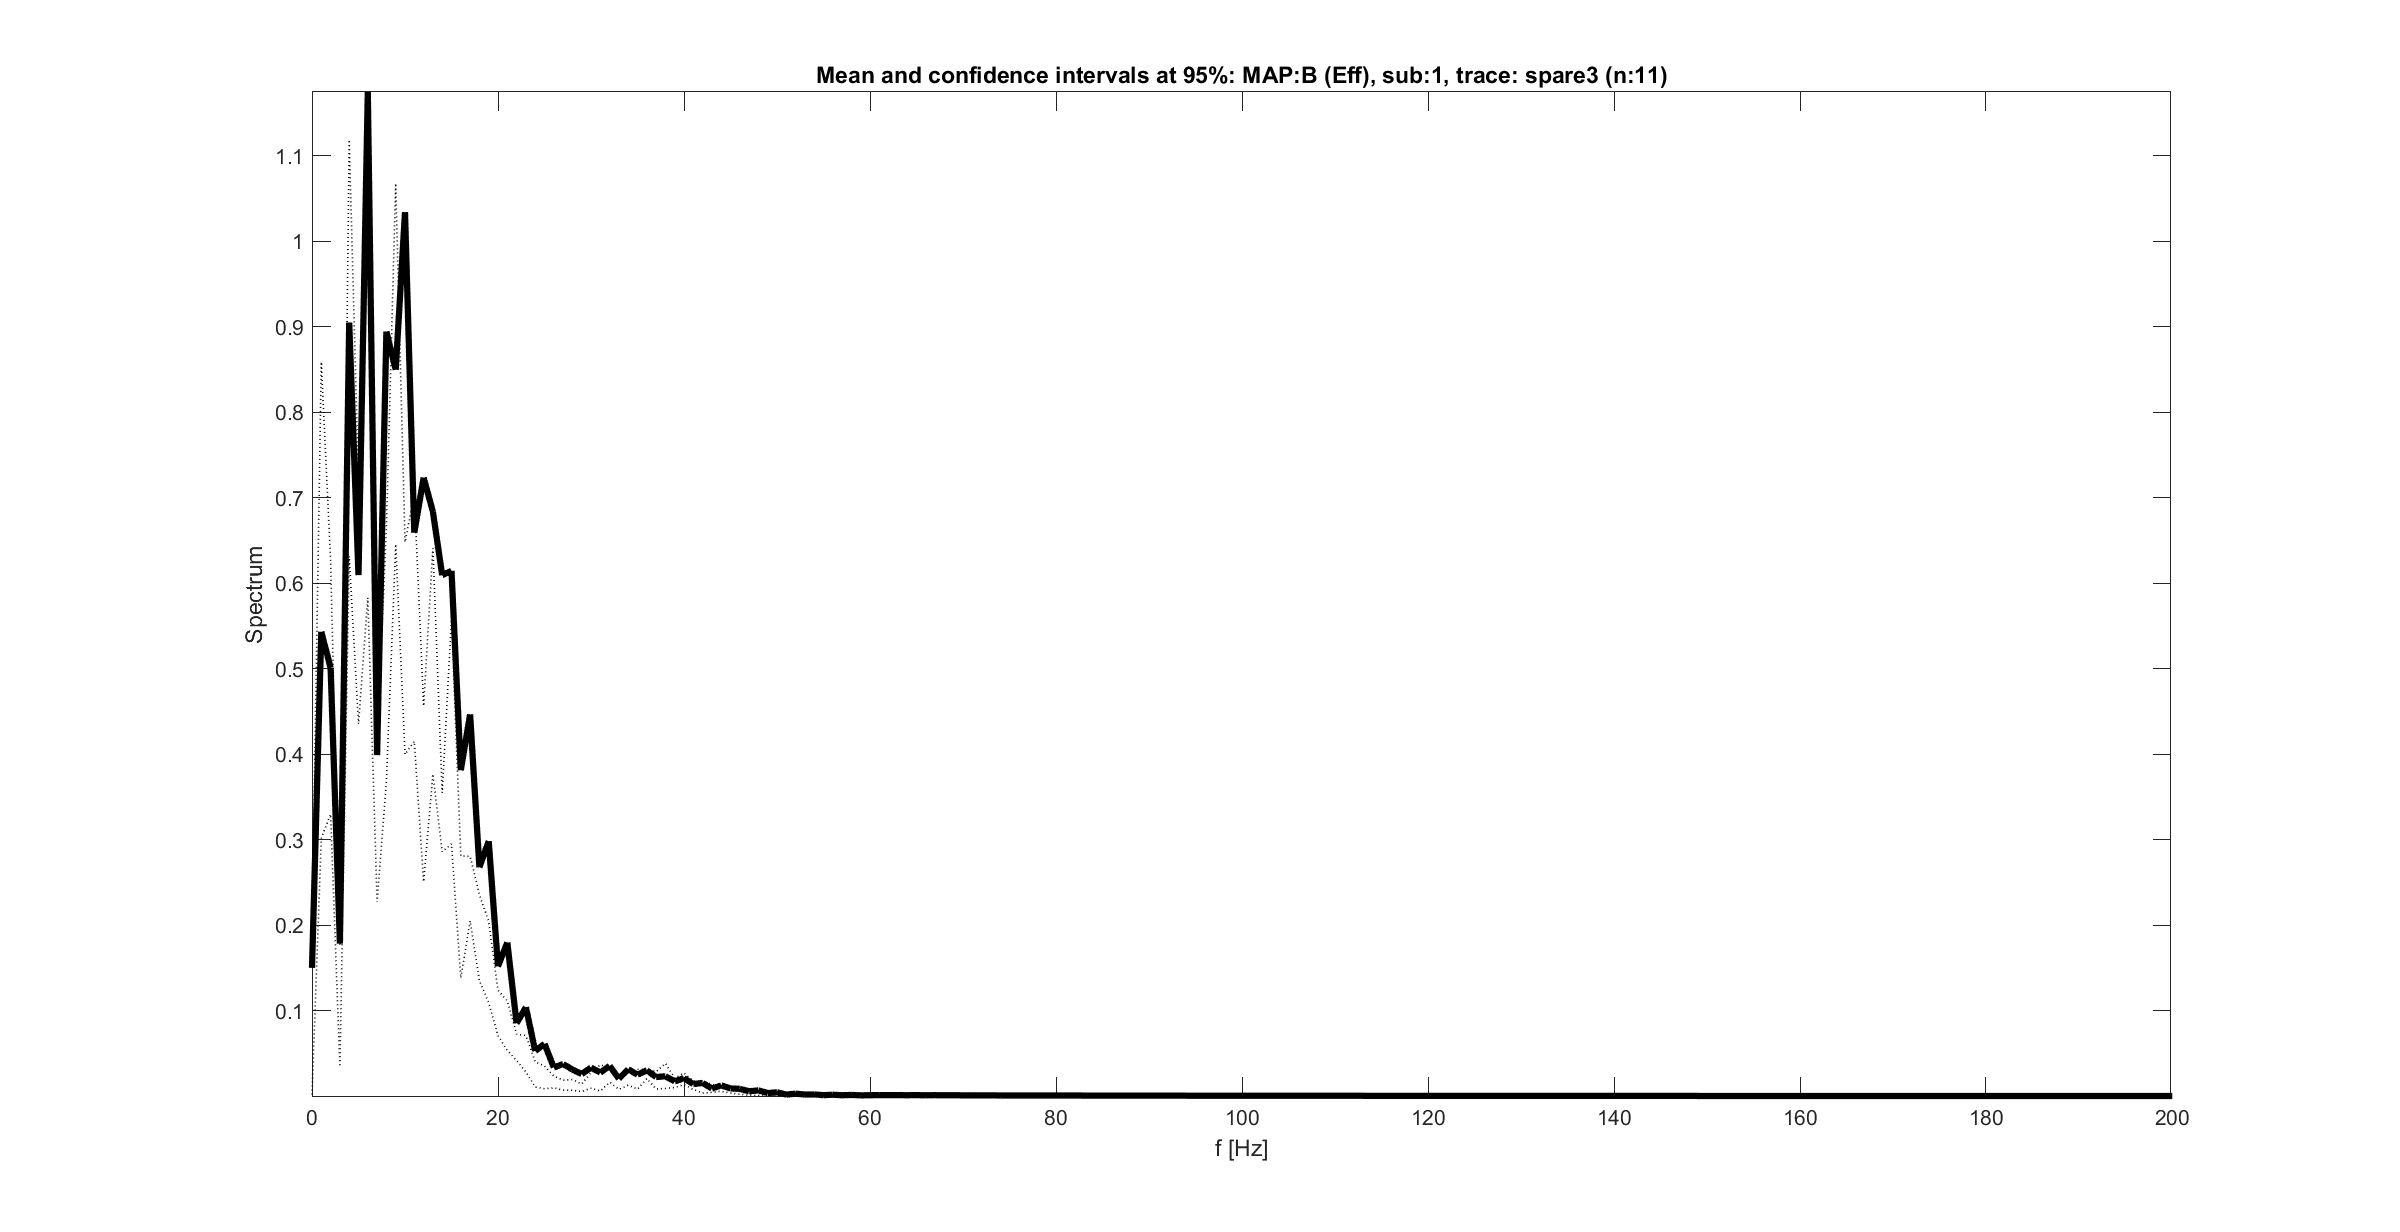 Mean and confidence intervals at 95%: MAP:B (Eff), sub:1, trace: spare3 (n:11)
1.1
1
0.9
0.8
0.7
0.6
0.5
0.4
0.3
0.2
0.1
Spectrum
0 20 40 60 80 100 120 140 160 180 200
f [Hz]